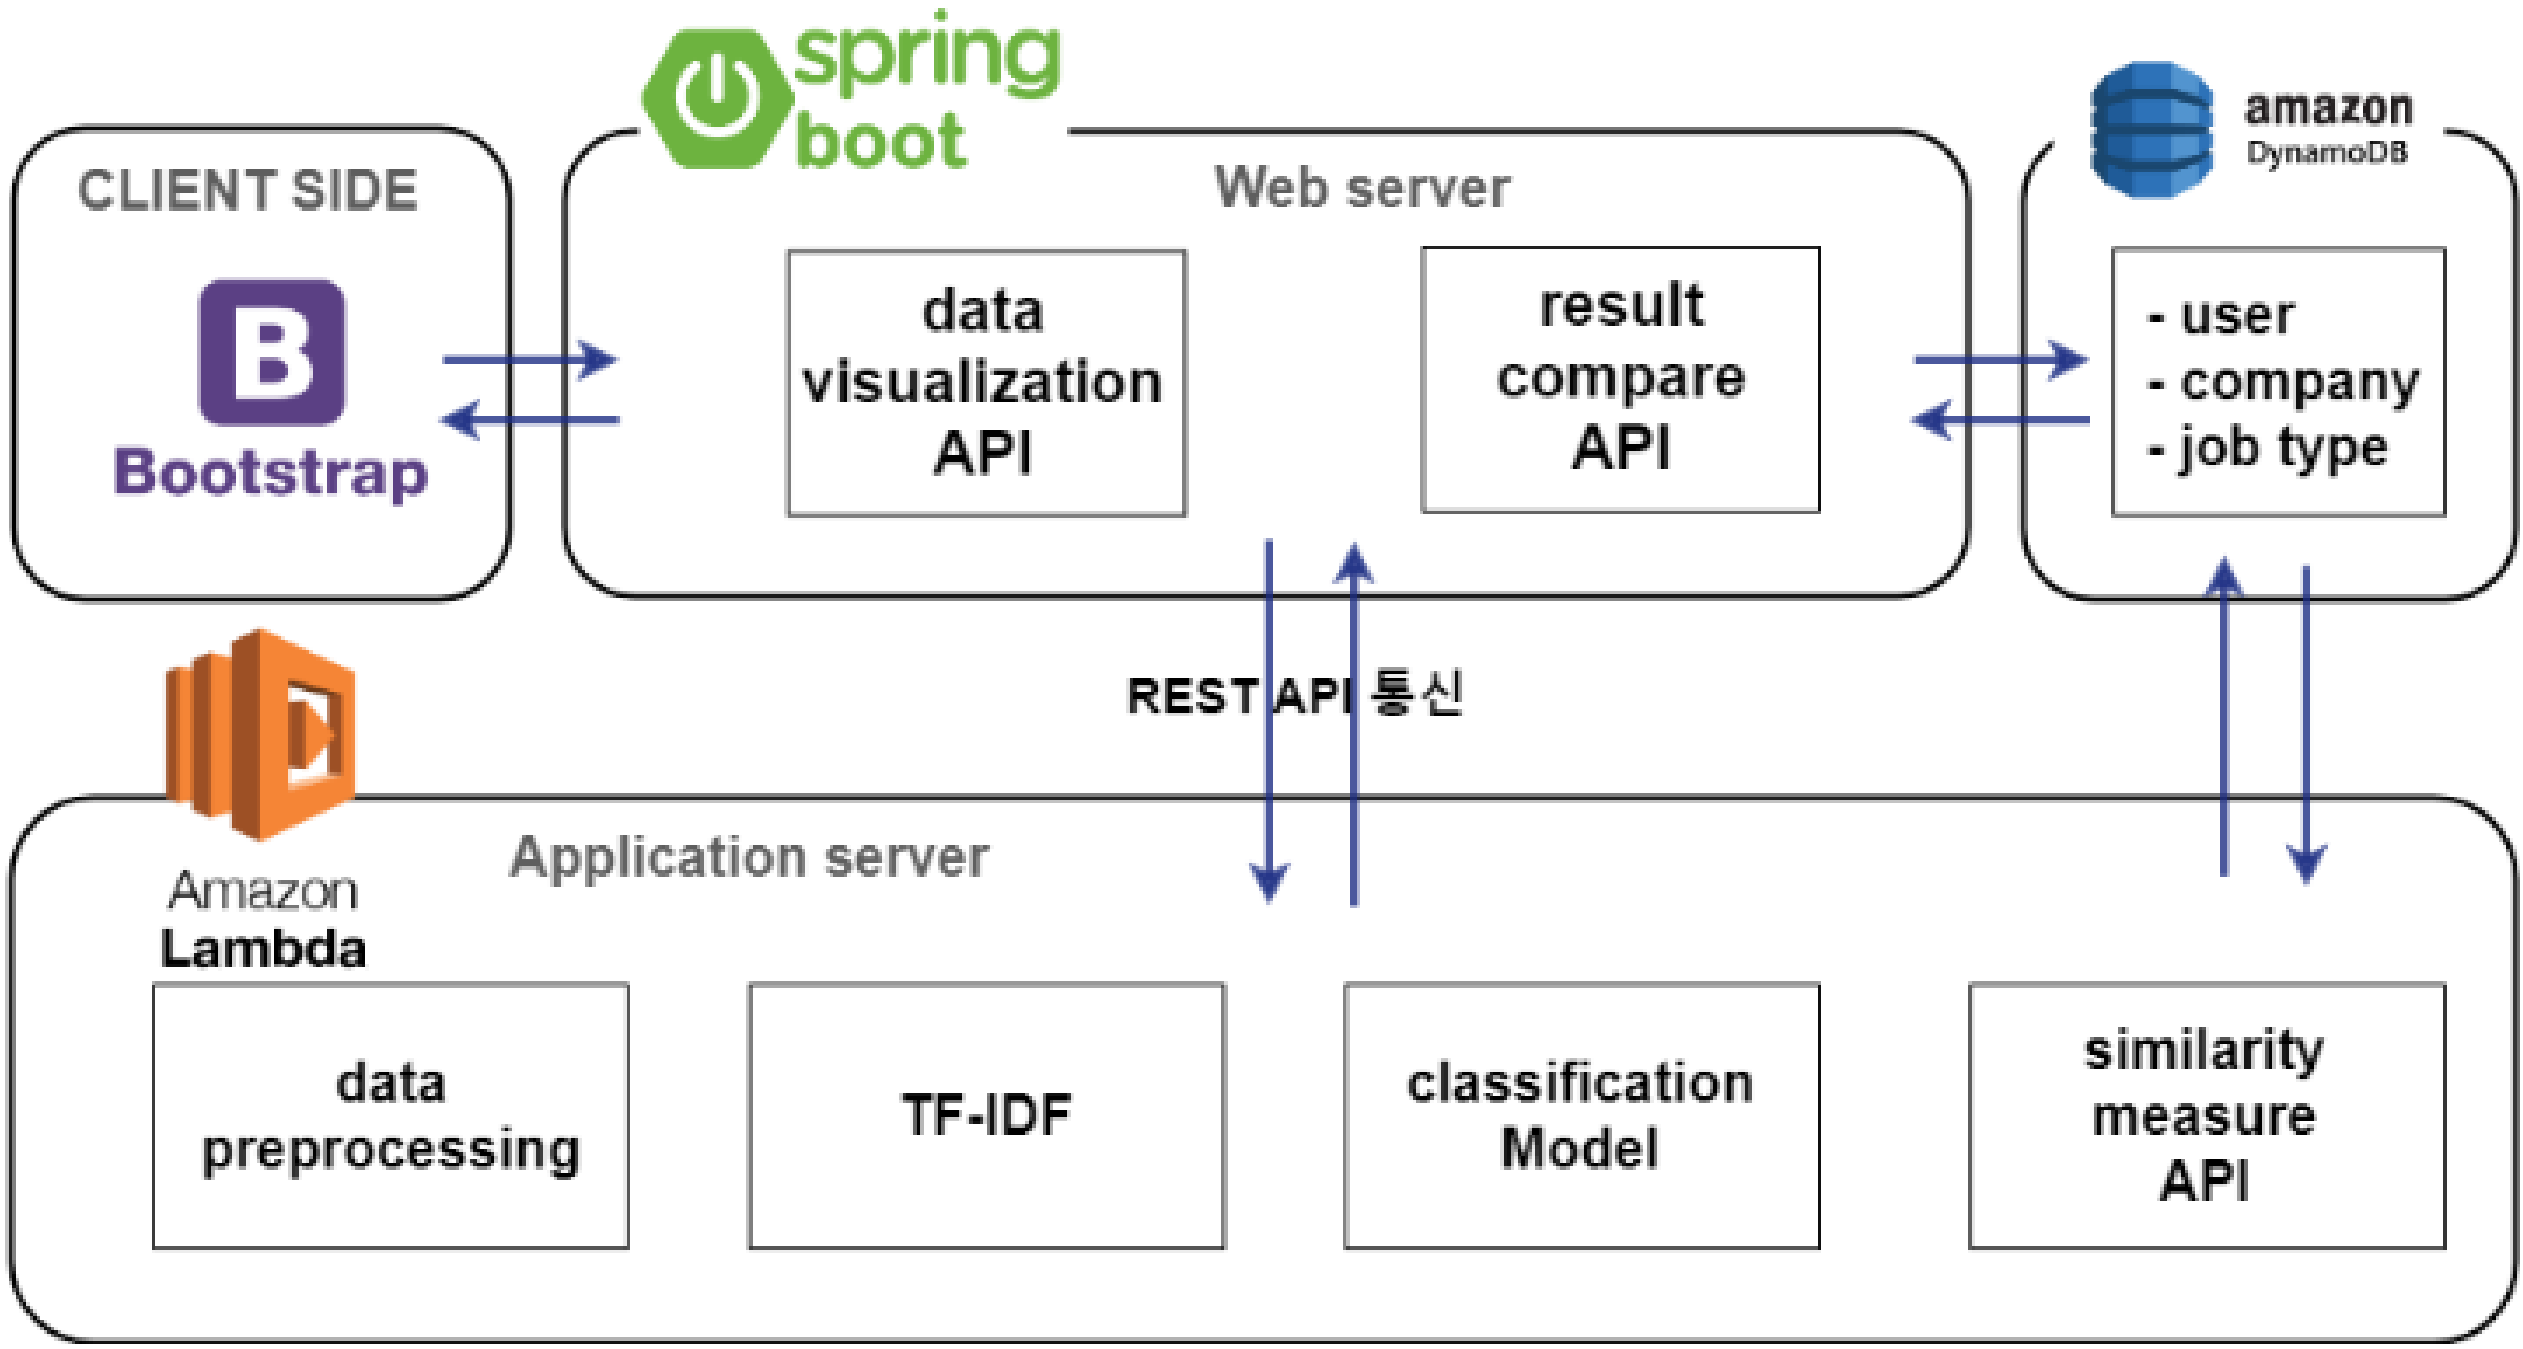 CLIENT SIDE
B
Bootstrap
spring
boot
Web server
data
visualization
API
result
compare
API
amazon
DynamoDB
- user
- company
- job type
REST API 통신
Amazon
Lambda
Application server
data
preprocessing
TF-IDF
classification
Model
similarity
measure
API